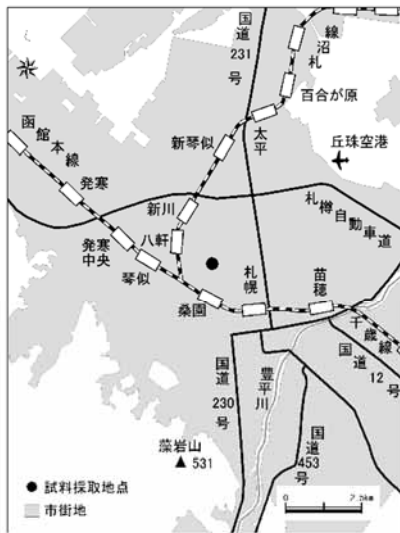 国道
231
号
札沼線
百合が原
太平
新琴似
丘珠空港
函館本線
発寒
新川
札樽自動車道
八軒
発寒
中央
琴似
札幌
苗穂
桑園
千歳線
国道
12
号
国道
230
号
豊平川
国道
453
号
藻岩山
531
試料採取地点
市街地
0
2.5km